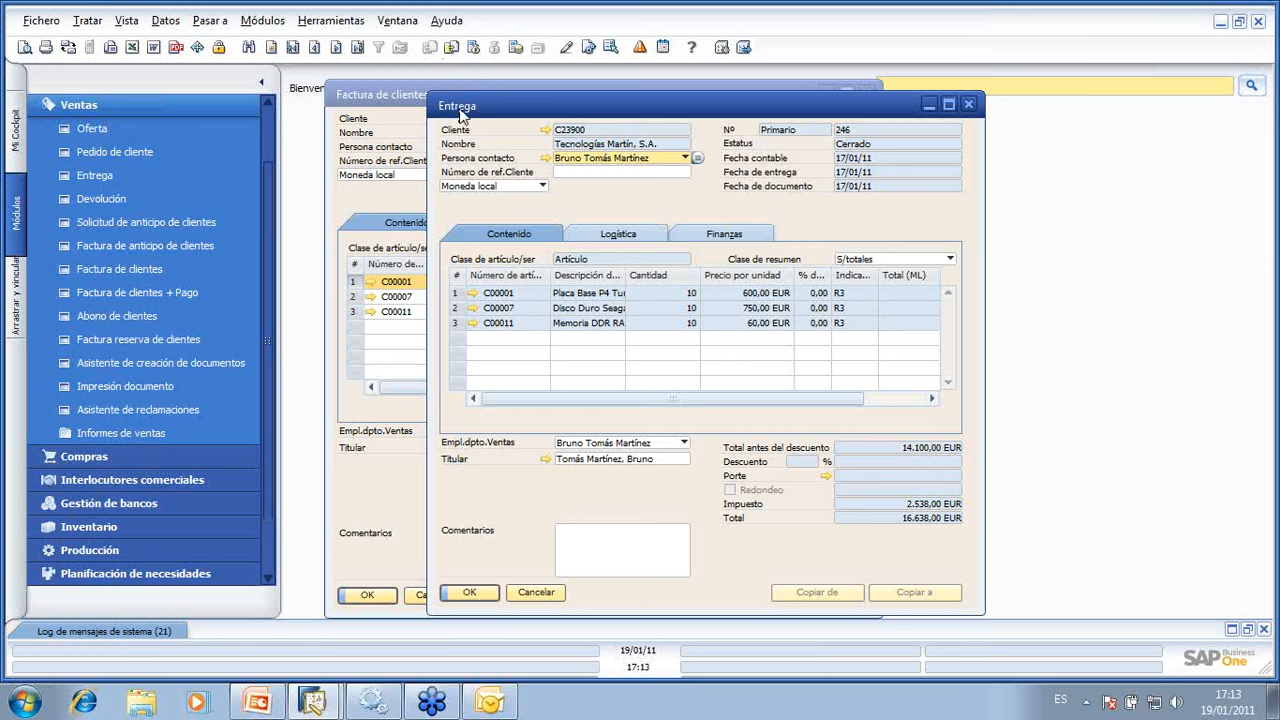 Fichero Tratar Vista Datos Pasar a Módulos Herramientas Ventana Ayuda
Mi Cockpit
Módulos
Arrastrar y vincular
Ventas
Oferta
Pedido de cliente
Entrega
Devolución
Solicitud de anticipo de clientes
Factura de anticipo de clientes
Factura de clientes
Factura de clientes +Pago
Abono de clientes
Factura reserva de clientes
Asistente de creación de documentos
Impresión documento
Asistente de reclamaciones
Informes de ventas
Compras
Interlocutores comerciales
Gestión de bancos
Inventario
Producción
Planificación de necesidades
Bienven
Factura de clientes
Cliente
Nombre
Persona contacto
Número de ref.Cliente
Moneda local
Contenido
Clase de artículo/se
# Número de...
1 C00001
2 C00007
3 C00011
Empl.dpto.Ventas
Titular
Comentarios
OK
Entrega
Cliente C23900 Nº Primario 246
Nombre Tecnologías Martín, S.A. Estatus Cerrado
Persona contacto Bruno Tomás Martínez Fecha contable 17/01/11
Número de ref.Cliente Fecha de entrega 17/01/11
Moneda local Fecha de documento 17/01/11
Contenido Logística Finanzas
Clase de artículo/ser Artículo Clase de resumen S/totales
# Número de artí... Descripción d... Cantidad Precio por unidad % d... Indica... Total (ML)
1 C00001 Placa Base P4 Tur 10 600,00 EUR 0,00 R3
2 C00007 Disco Duro Seaga 10 750,00 EUR 0,00 R3
3 C00011 Memoria DDR RA 10 60,00 EUR 0,00 R3
Empl.dpto.Ventas Bruno Tomás Martínez Total antes del descuento 14.100,00 EUR
Titular Tomás Martínez, Bruno Descuento %
Porte
Redondeo
Impuesto 2.538,00 EUR
Total 16.638,00 EUR
Comentarios
OK Cancelar Copiar de Copiar a
Log de mensajes de sistema (21)
19/01/11
17:13
SAP Business One
ES 17:13
19/01/2011